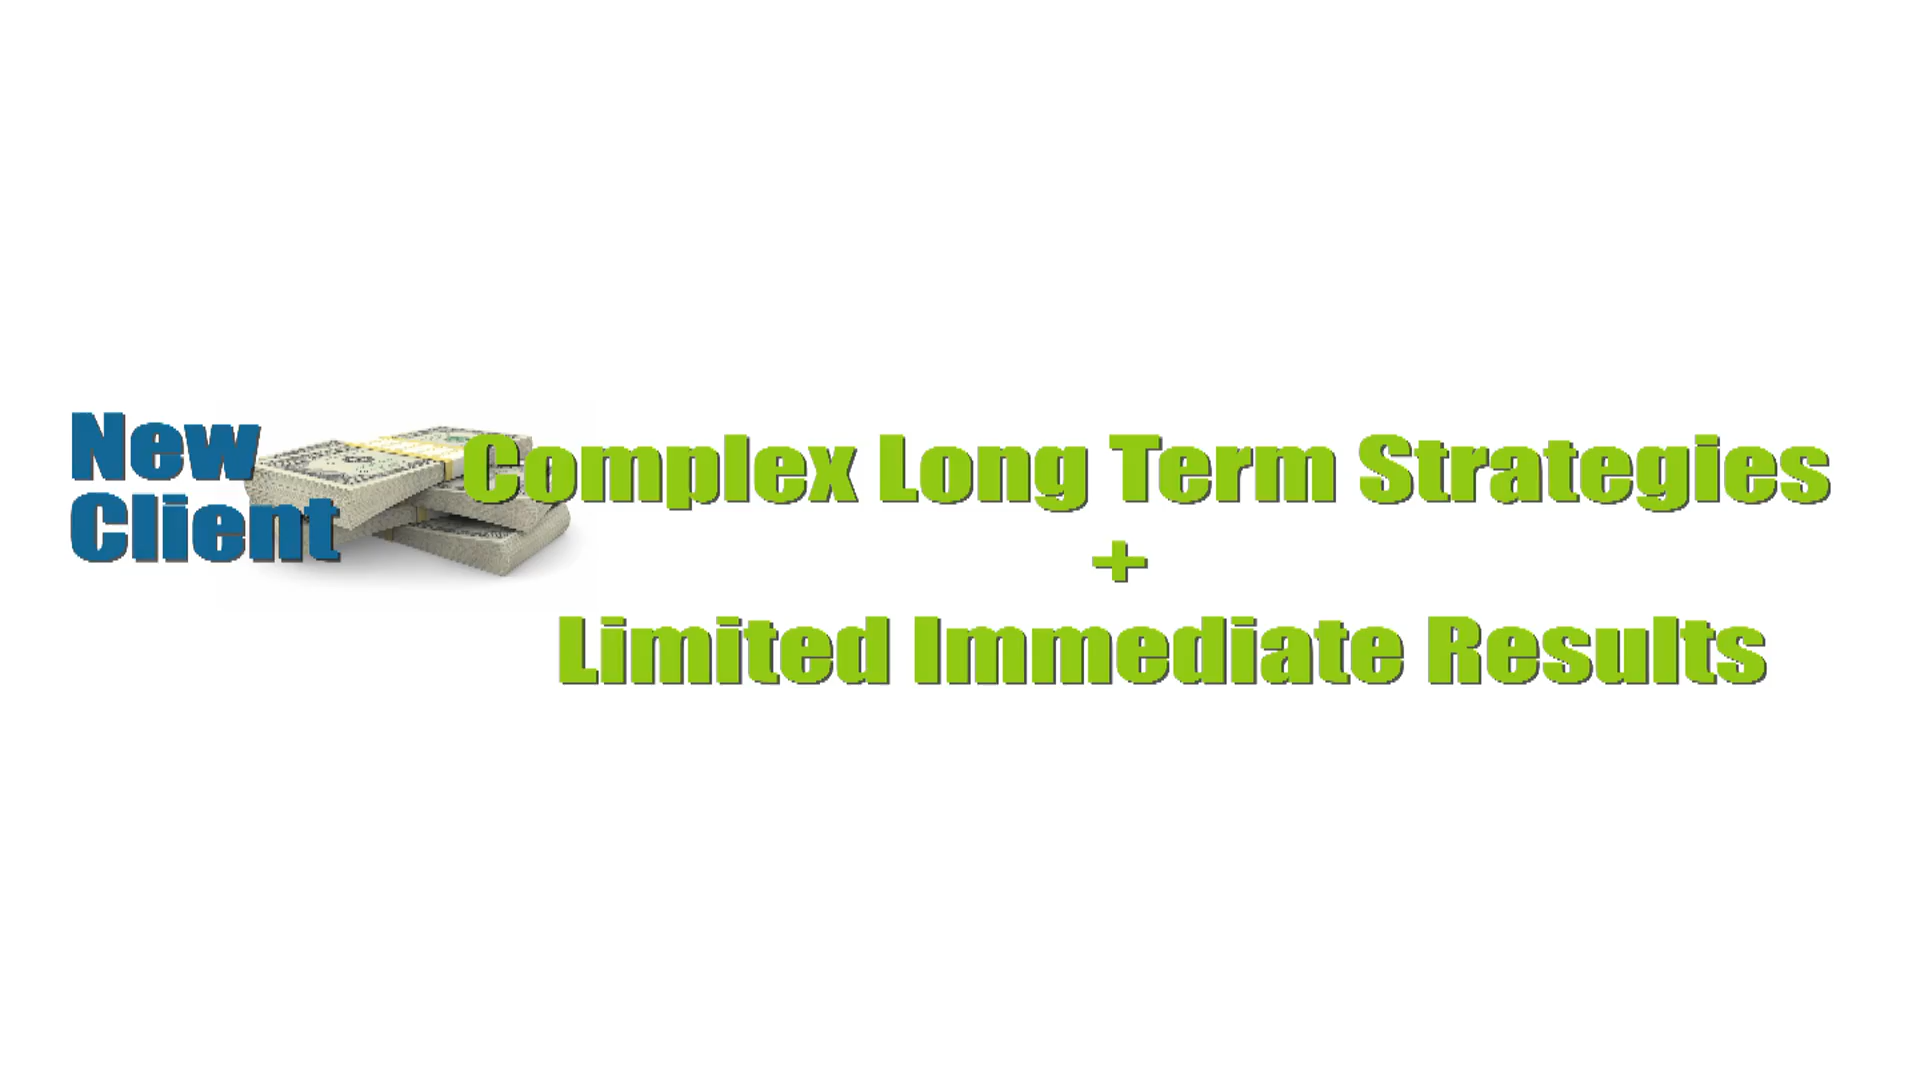 New
Client
Complex Long Term Strategies
+
Limited Immediate Results